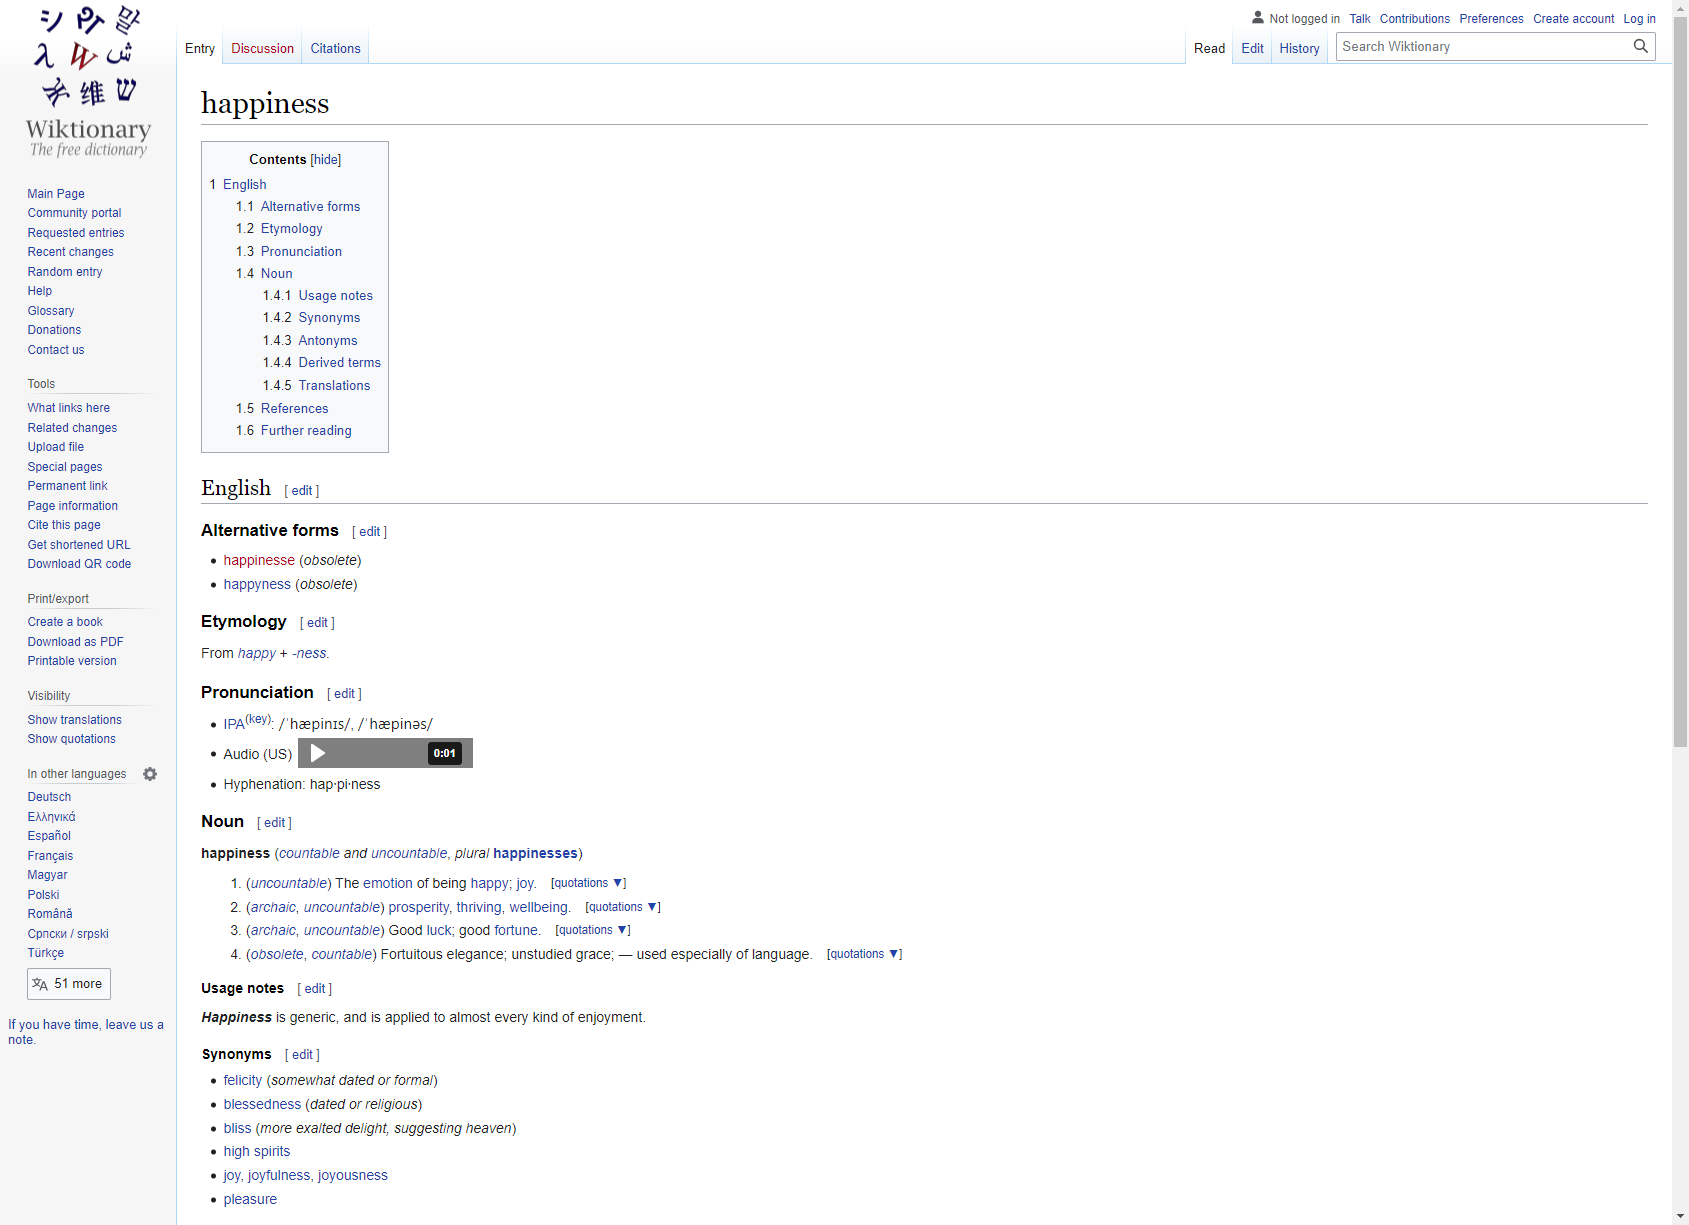 シ
Wiktionary
The free dictionary
Main Page
Community portal
Requested entries
Recent changes
Random entry
Help
Glossary
Donations
Contact us
Tools
What links here
Related changes
Upload file
Special pages
Permanent link
Page information
Cite this page
Get shortened URL
Download QR code
Print/export
Create a book
Download as PDF
Printable version
Visibility
Show translations
Show quotations
In other languages
Deutsch
Ελληνικά
Español
Français
Magyar
Polski
Română
Српски / srpski
Türkçe
51 more
If you have time, leave us a
note.
Not logged in Talk Contributions Preferences Create account Log in
Entry Discussion Citations Read Edit History Search Wiktionary
happiness
Contents [hide]
1 English
1.1 Alternative forms
1.2 Etymology
1.3 Pronunciation
1.4 Noun
1.4.1 Usage notes
1.4.2 Synonyms
1.4.3 Antonyms
1.4.4 Derived terms
1.4.5 Translations
1.5 References
1.6 Further reading
English [ edit ]
Alternative forms [ edit ]
• happinesse (obsolete)
• happyness (obsolete)
Etymology [ edit ]
From happy + -ness.
Pronunciation [ edit ]
• IPA(key): /ˈhæpinɪs/, /ˈhæpinəs/
• Audio (US) 0:01
• Hyphenation: hap‧pi‧ness
Noun [ edit ]
happiness (countable and uncountable, plural happinesses)
1. (uncountable) The emotion of being happy; joy. [quotations ▼]
2. (archaic, uncountable) prosperity, thriving, wellbeing. [quotations ▼]
3. (archaic, uncountable) Good luck; good fortune. [quotations ▼]
4. (obsolete, countable) Fortuitous elegance; unstudied grace; — used especially of language. [quotations ▼]
Usage notes [ edit ]
Happiness is generic, and is applied to almost every kind of enjoyment.
Synonyms [ edit ]
• felicity (somewhat dated or formal)
• blessedness (dated or religious)
• bliss (more exalted delight, suggesting heaven)
• high spirits
• joy, joyfulness, joyousness
• pleasure